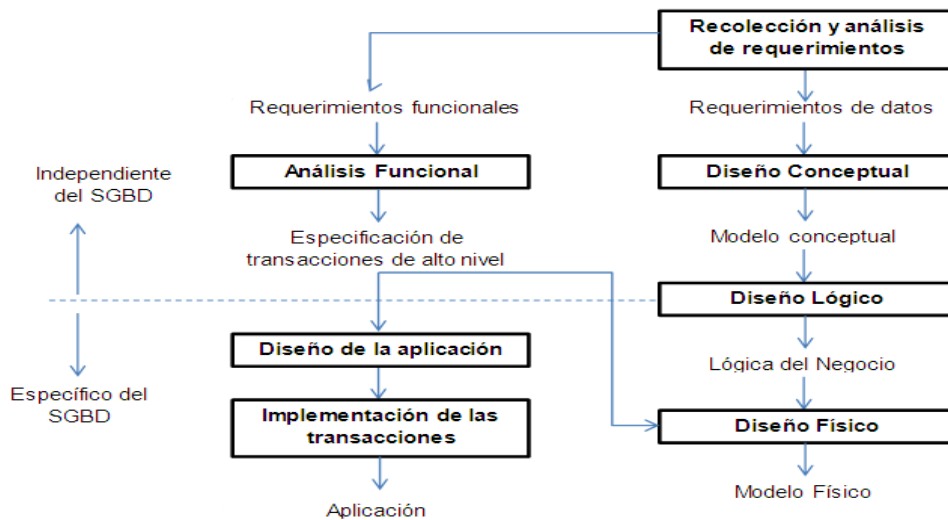 Recolección y análisis
de requerimientos
Requerimientos funcionales
Requerimientos de datos
Independiente
del SGBD
Análisis Funcional
Diseño Conceptual
Especificación de
transacciones de alto nivel
Modelo conceptual
Diseño Lógico
Diseño de la aplicación
Lógica del Negocio
Específico del
SGBD
Implementación de las
transacciones
Diseño Físico
Aplicación
Modelo Físico